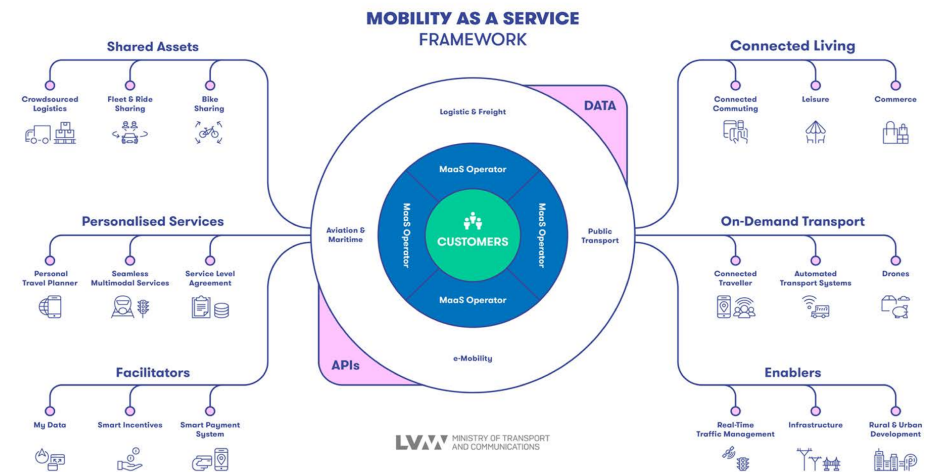 MOBILITY AS A SERVICE
FRAMEWORK
Shared Assets
Crowdsourced
Logistics
Fleet & Ride
Sharing
Bike
Sharing
Personalised Services
Personal
Travel Planner
Seamless
Multimodal Services
Service Level
Agreement
Facilitators
My Data
Smart Incentives
Smart Payment
System
DATA
Logistic & Freight
MaaS Operator
Aviation &
Maritime
MaaS Operator
CUSTOMERS
MaaS Operator
Public
Transport
MaaS Operator
e-Mobility
APIs
Connected Living
Connected
Commuting
Leisure
Commerce
On-Demand Transport
Connected
Traveller
Automated
Transport Systems
Drones
Enablers
Real-Time
Traffic Management
Infrastructure
Rural & Urban
Development
P
LVM
MINISTRY OF TRANSPORT
AND COMMUNICATIONS